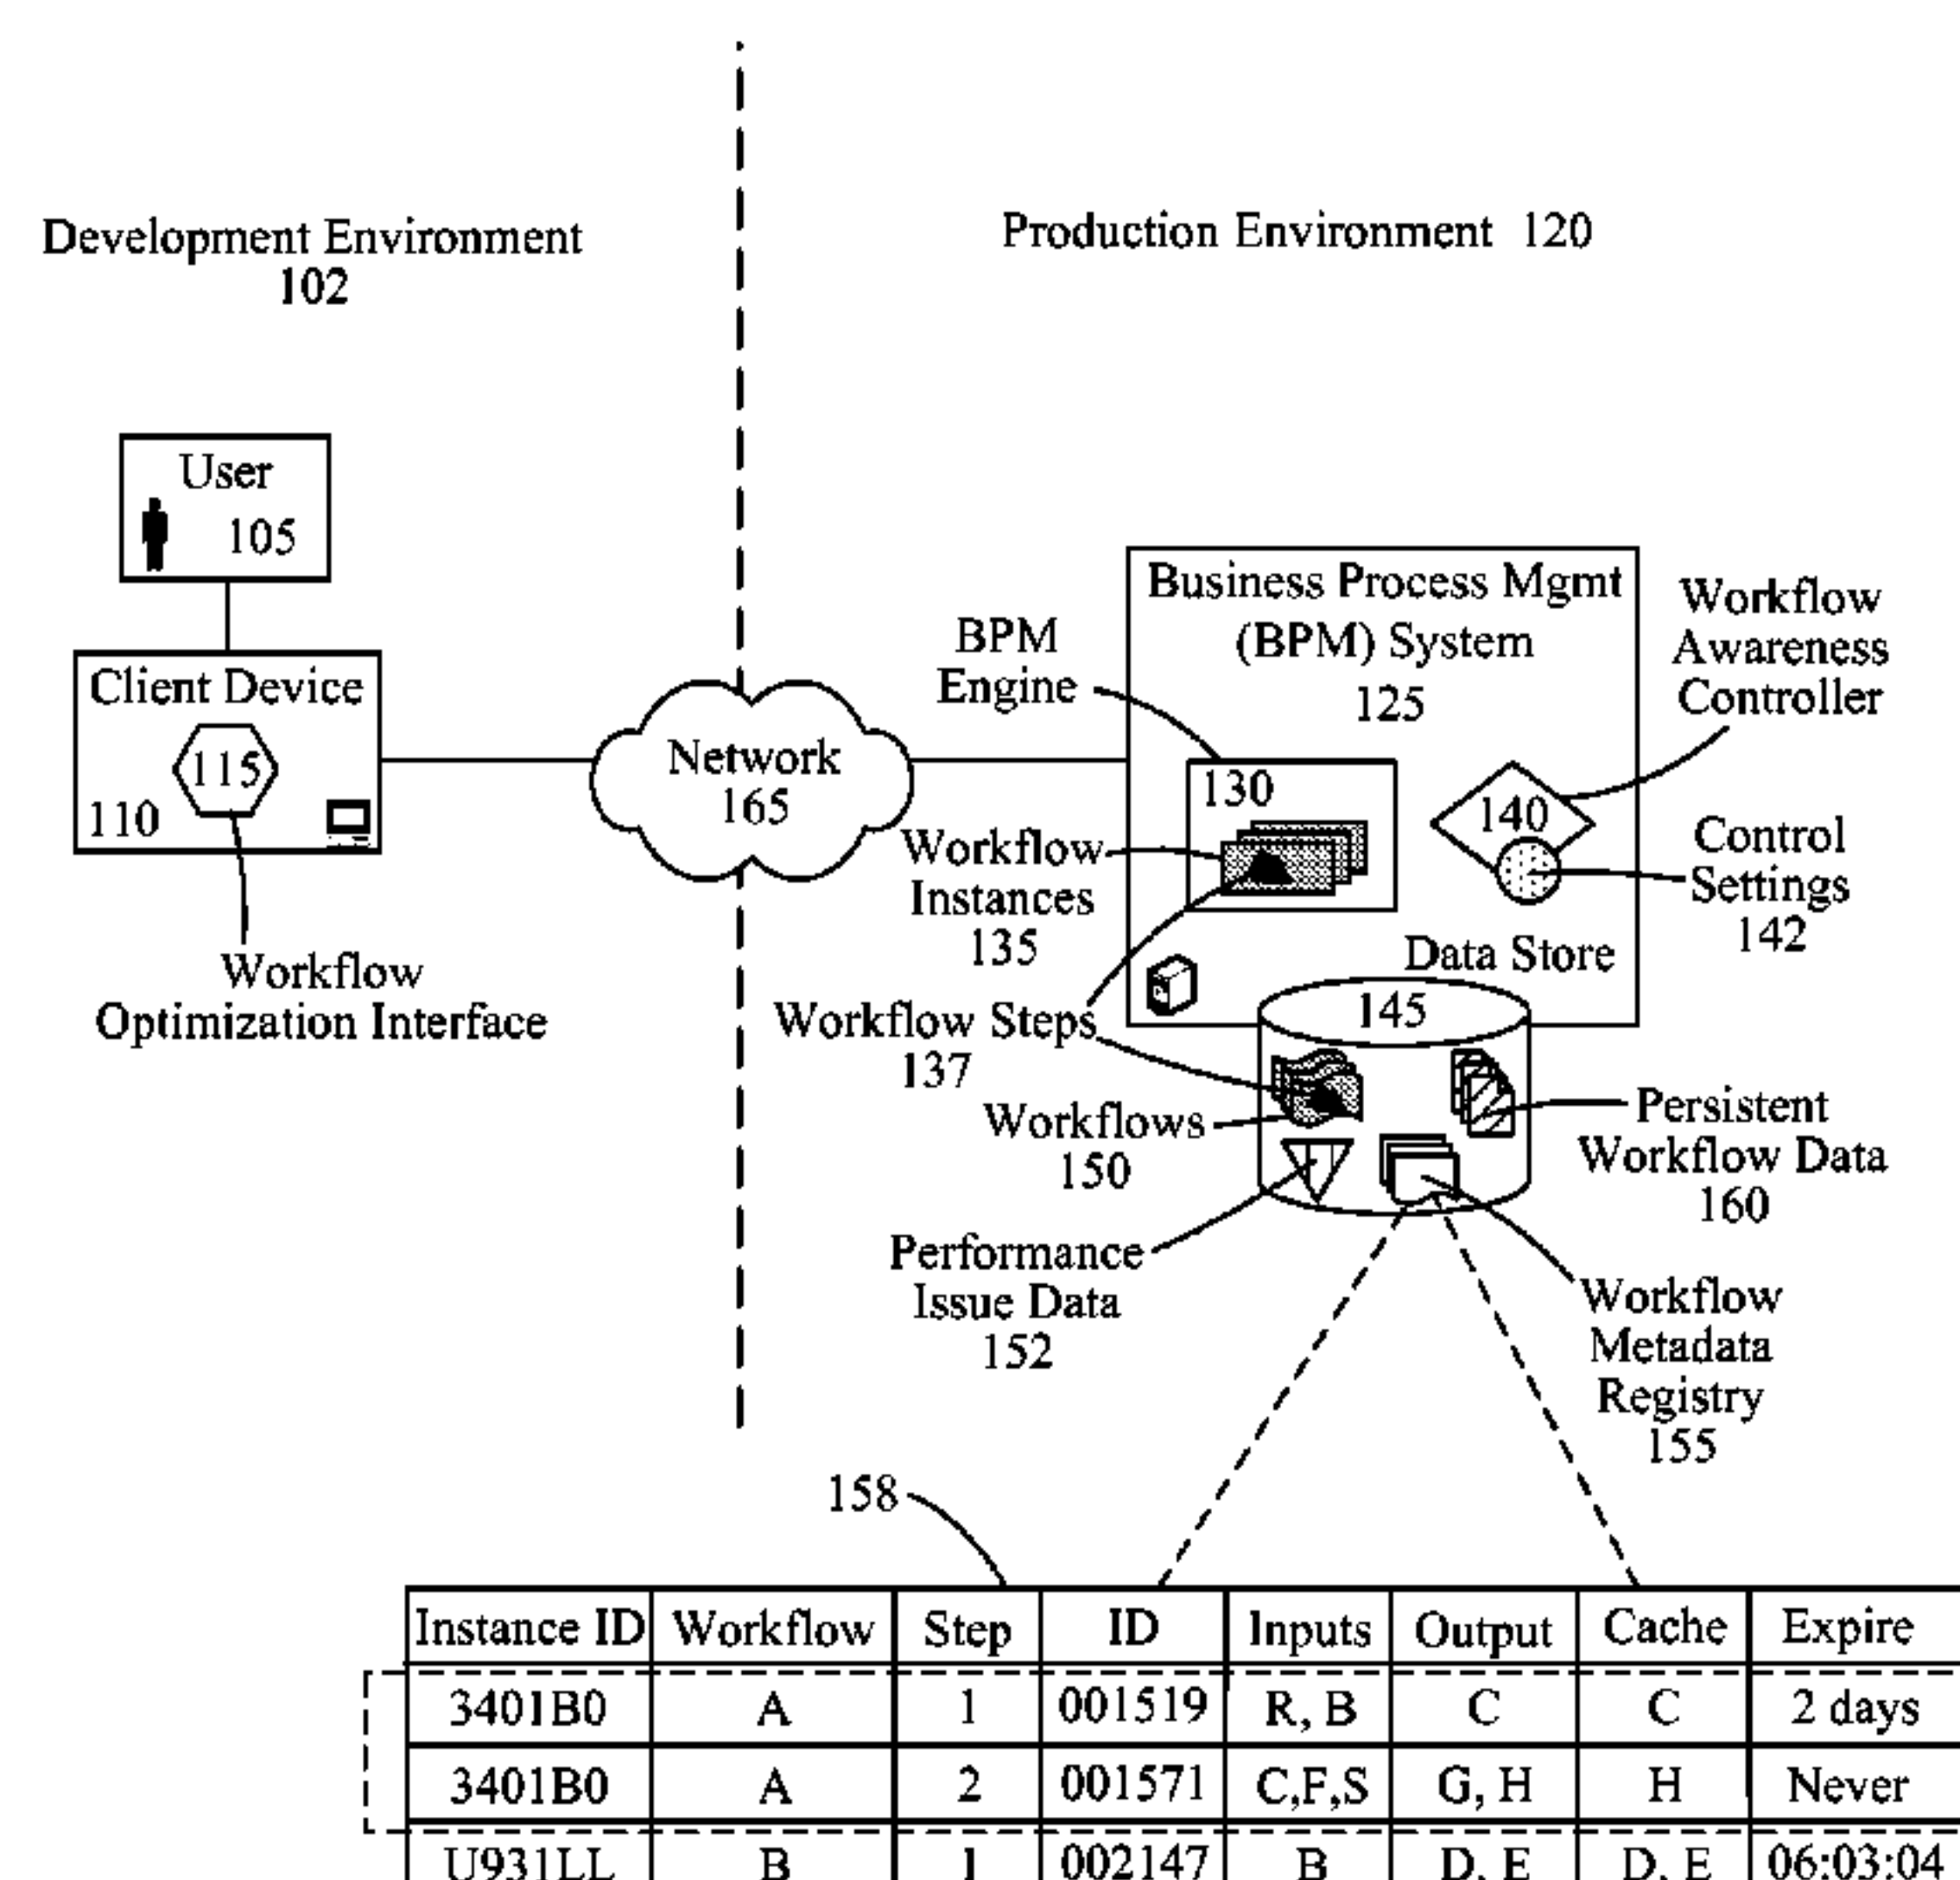 Development Environment
102
Production Environment 120
User
105
Client Device
115
110
Workflow
Optimization Interface
Network
165
Business Process Mgmt
(BPM) System
125
BPM
Engine
130
Workflow
Awareness
Controller
140
Workflow
Instances
135
Control
Settings
142
Data Store
145
Workflow Steps
137
Workflows
150
Persistent
Workflow Data
160
Performance
Issue Data
152
Workflow
Metadata
Registry
155
158
Instance ID Workflow Step ID Inputs Output Cache Expire
3401B0 A 1 001519 R, B C C 2 days
3401B0 A 2 001571 C,F,S G, H H Never
U931LL B 1 002147 B D, E D, E 06:03:04